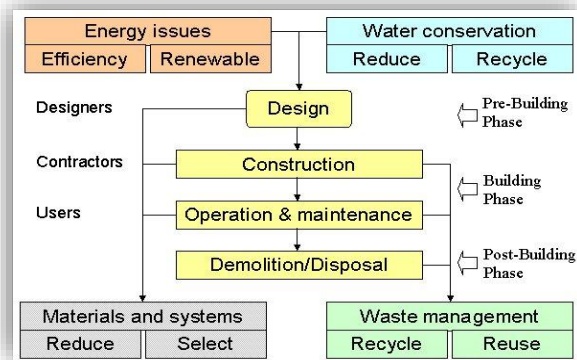 Energy issues
Efficiency Renewable
Water conservation
Reduce Recycle
Designers
Design
Pre-Building
Phase
Contractors
Construction
Building
Phase
Users
Operation & maintenance
Demolition/Disposal
Post-Building
Phase
Materials and systems
Reduce Select
Waste management
Recycle Reuse